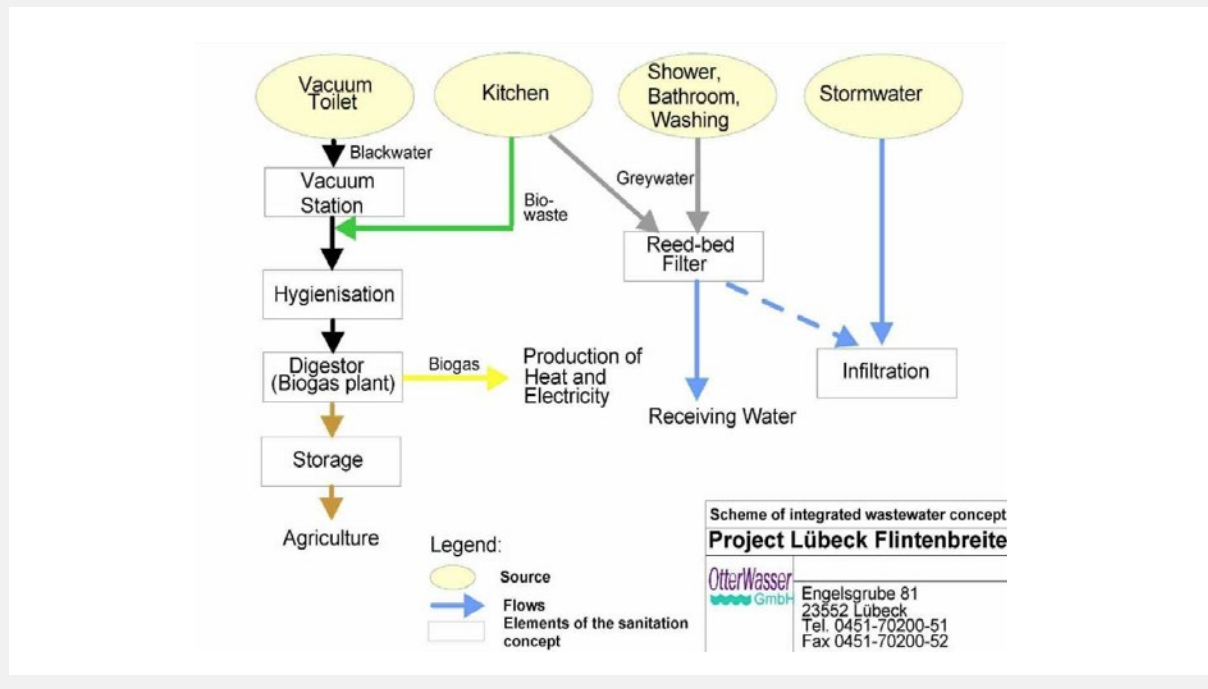 Vacuum
Toilet
Kitchen
Shower,
Bathroom,
Washing
Stormwater
Blackwater
Vacuum
Station
Bio-
waste
Greywater
Reed-bed
Filter
Hygienisation
Digestor
(Biogas plant)
Biogas
Production of
Heat and
Electricity
Infiltration
Receiving Water
Storage
Agriculture
Legend:
Source
Flows
Elements of the sanitation
concept
Scheme of integrated wastewater concept
Project Lübeck Flintenbreite
OtterWasser
GmbH
Engelsgrube 81
23552 Lübeck
Tel. 0451-70200-51
Fax 0451-70200-52